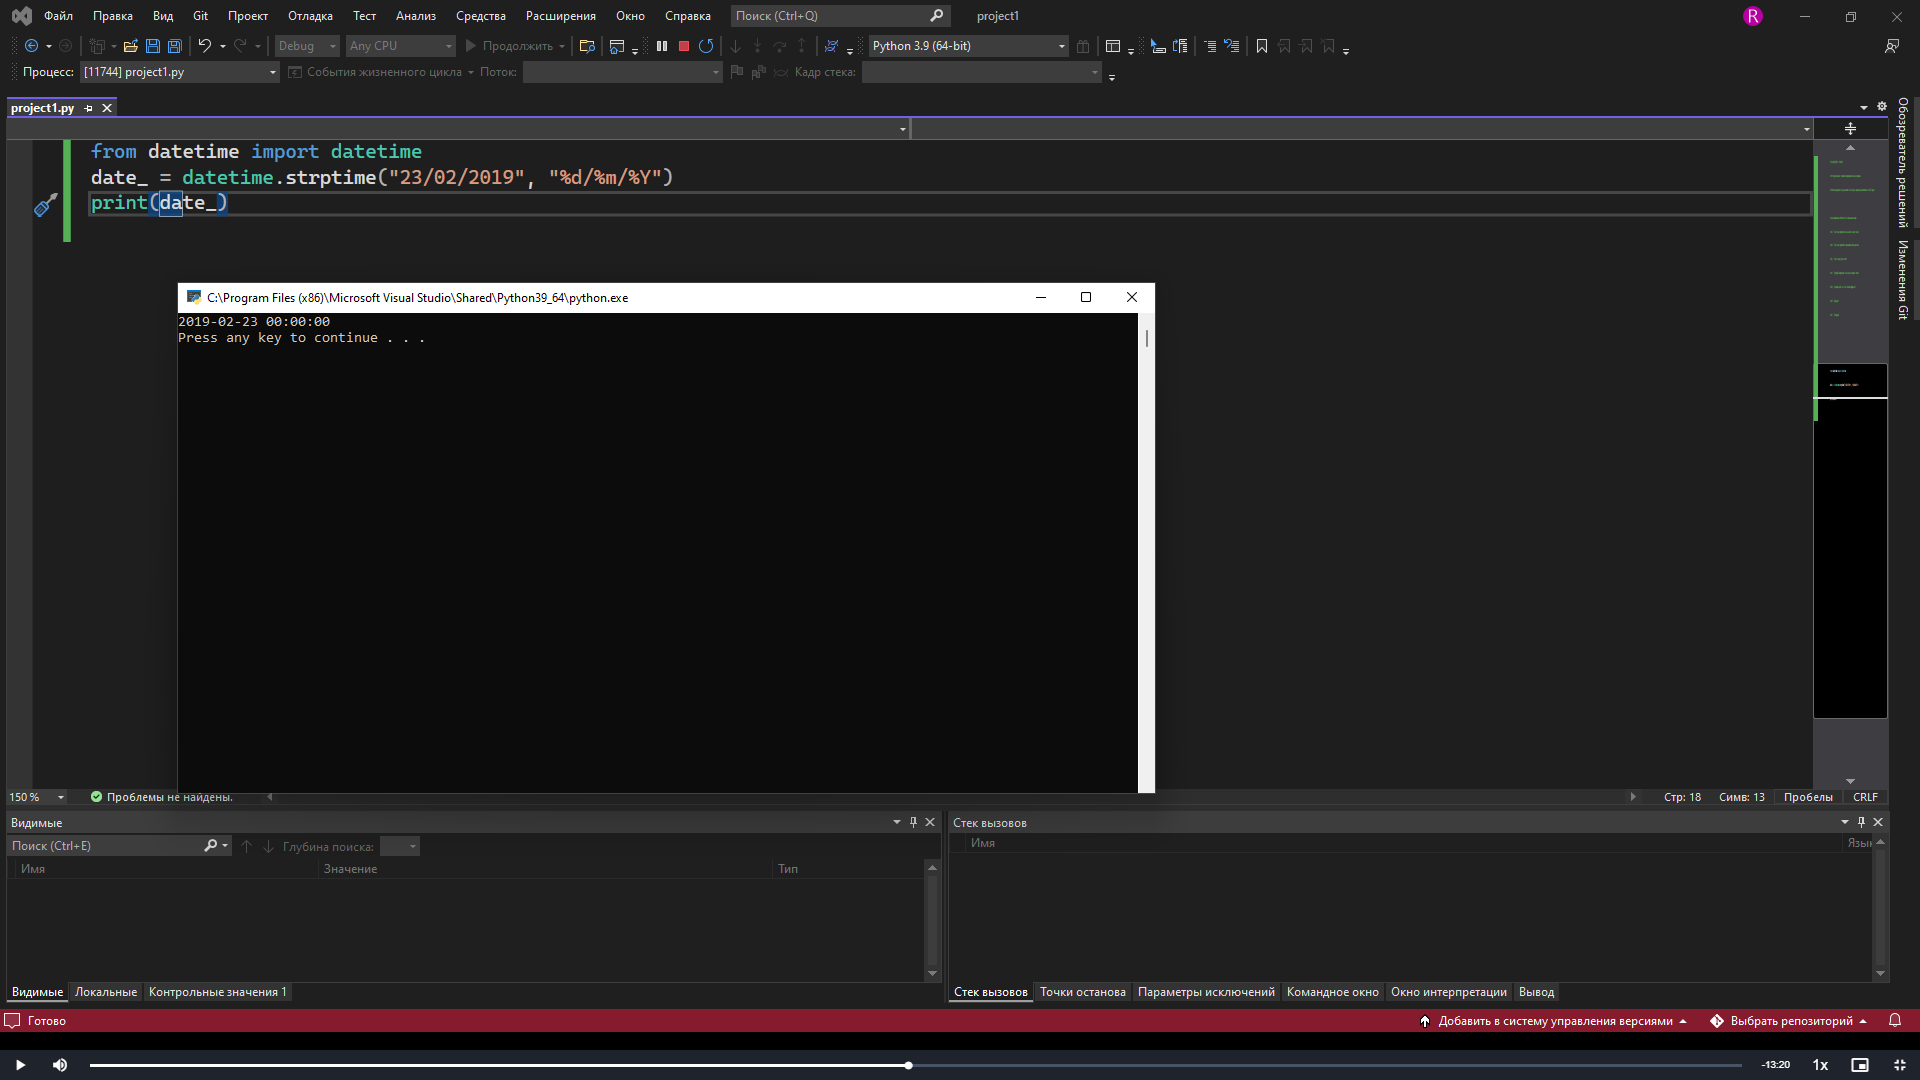 Файл Правка Вид Git Проект Отладка Тест Анализ Средства Расширения Окно Справка Поиск (Ctrl+Q) project1 R
Debug Any CPU Продолжить Python 3.9 (64-bit)
Процесс: [11744] project1.py События жизненного цикла Поток: Кадр стека:
project1.py
from datetime import datetime
date_ = datetime.strptime("23/02/2019", "%d/%m/%Y")
print(date_)
Обозреватель решений
Изменения Git
C:\Program Files (x86)\Microsoft Visual Studio\Shared\Python39_64\python.exe
2019-02-23 00:00:00
Press any key to continue . . .
150 % Проблемы не найдены. Стр: 18 Симв: 13 Пробелы CRLF
Видимые
Поиск (Ctrl+E) Глубина поиска:
Имя Значение Тип
Видимые Локальные Контрольные значения 1
Стек вызовов
Имя Язык
Стек вызовов Точки останова Параметры исключений Командное окно Окно интерпретации Вывод
Готово Добавить в систему управления версиями Выбрать репозиторий
-13:20 1x